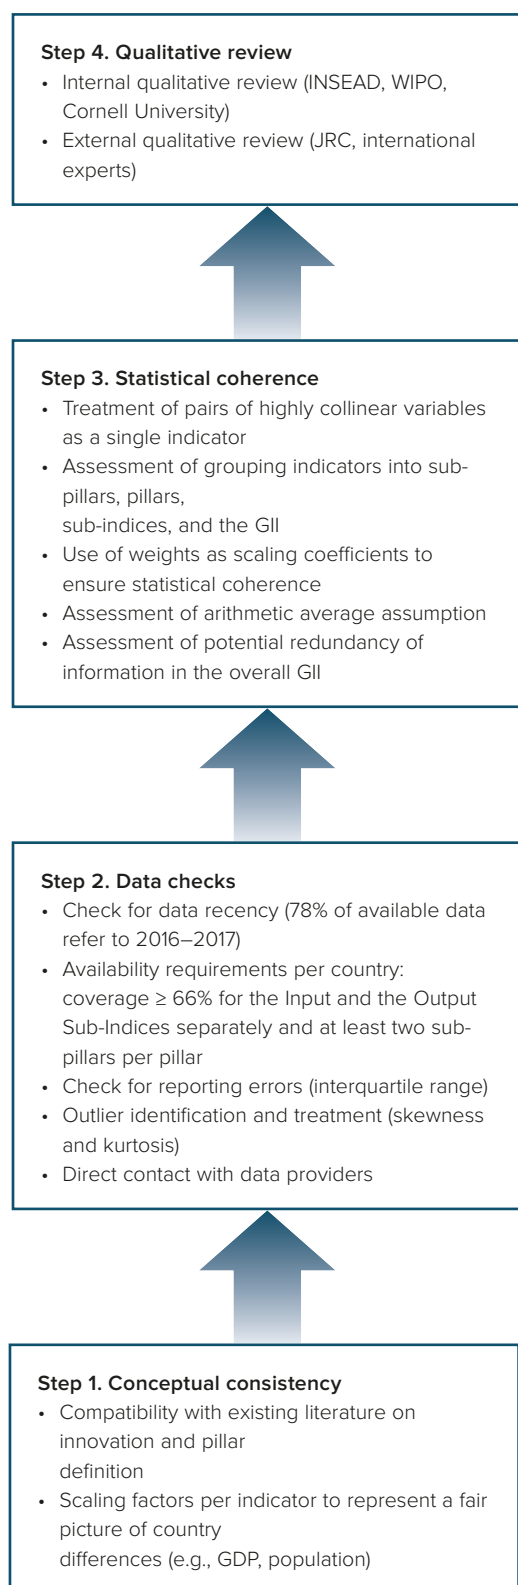 Step 4. Qualitative review
• Internal qualitative review (INSEAD, WIPO,
Cornell University)
• External qualitative review (JRC, international
experts)
Step 3. Statistical coherence
• Treatment of pairs of highly collinear variables
as a single indicator
• Assessment of grouping indicators into sub-
pillars, pillars,
sub-indices, and the GII
• Use of weights as scaling coefficients to
ensure statistical coherence
• Assessment of arithmetic average assumption
• Assessment of potential redundancy of
information in the overall GII
Step 2. Data checks
• Check for data recency (78% of available data
refer to 2016–2017)
• Availability requirements per country:
coverage ≥ 66% for the Input and the Output
Sub-Indices separately and at least two sub-
pillars per pillar
• Check for reporting errors (interquartile range)
• Outlier identification and treatment (skewness
and kurtosis)
• Direct contact with data providers
Step 1. Conceptual consistency
• Compatibility with existing literature on
innovation and pillar
definition
• Scaling factors per indicator to represent a fair
picture of country
differences (e.g., GDP, population)